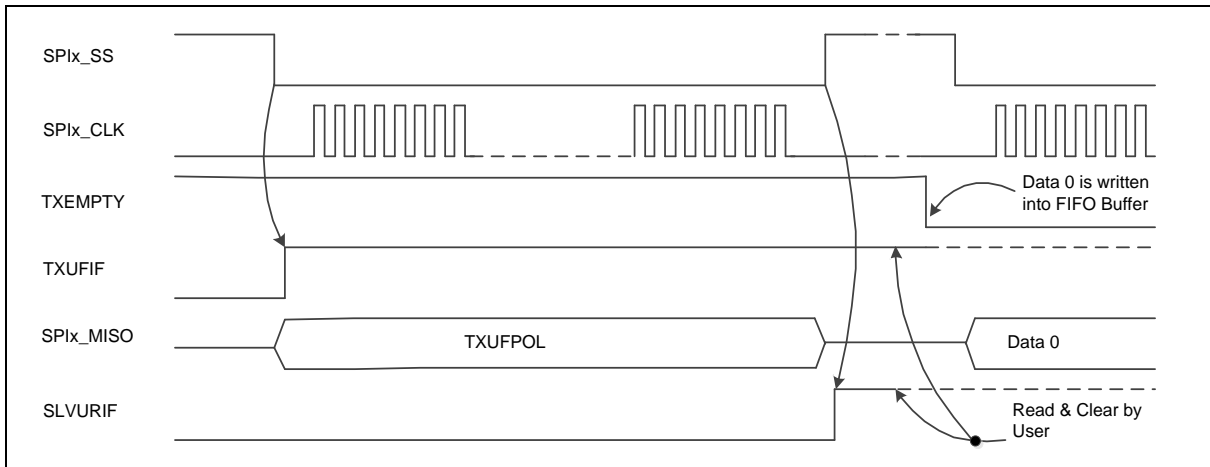 SPIx_SS
SPIx_CLK
TXEMPTY
Data 0 is written
into FIFO Buffer
TXUFIF
SPIx_MISO
TXUFPOL
Data 0
SLVURIF
Read & Clear by
User